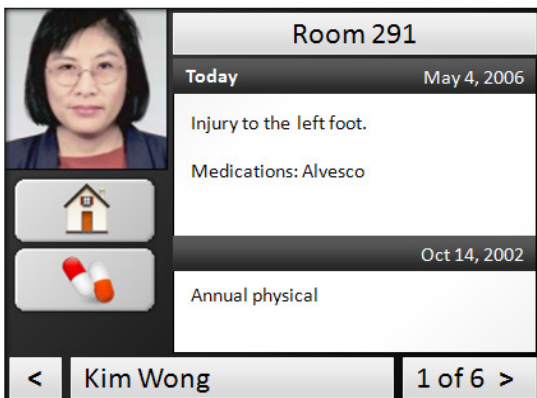 Room 291
Today May 4, 2006
Injury to the left foot.
Medications: Alvesco
Oct 14, 2002
Annual physical
< Kim Wong 1 of 6 >